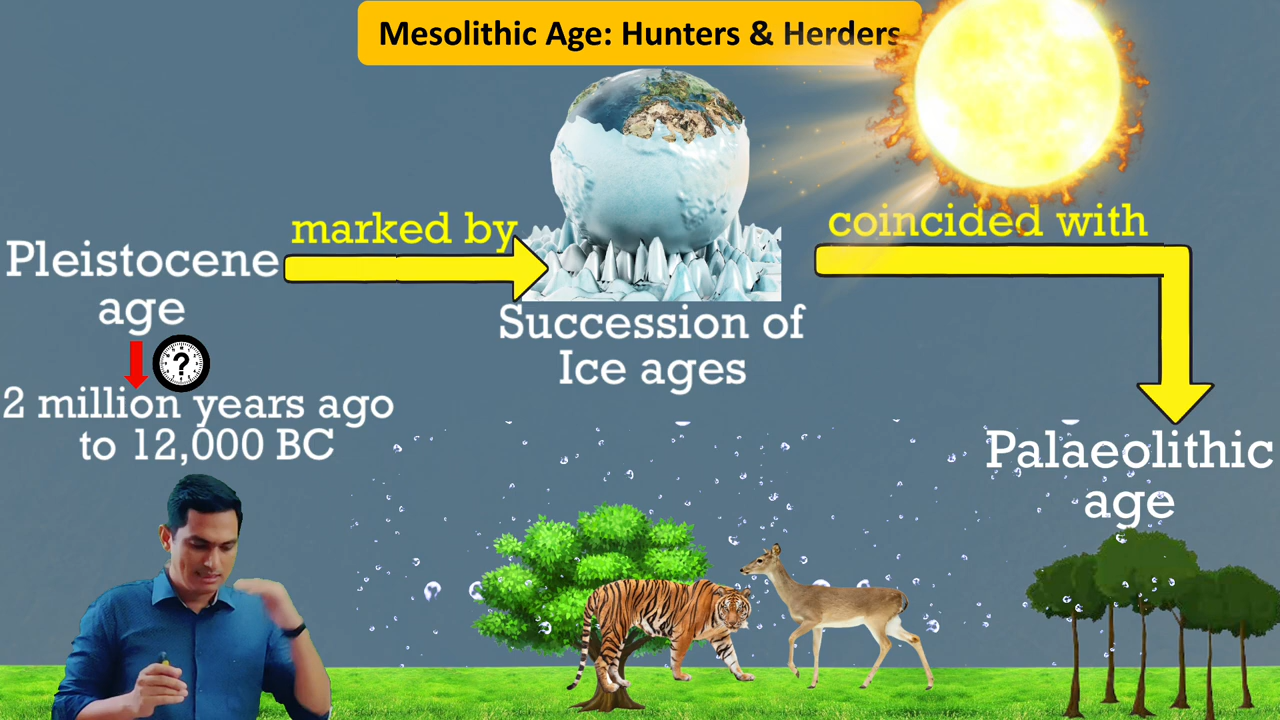 Mesolithic Age: Hunters & Herders
marked by
coincided with
Pleistocene
age
Succession of
Ice ages
?
2 million years ago
to 12,000 BC
Palaeolithic
age